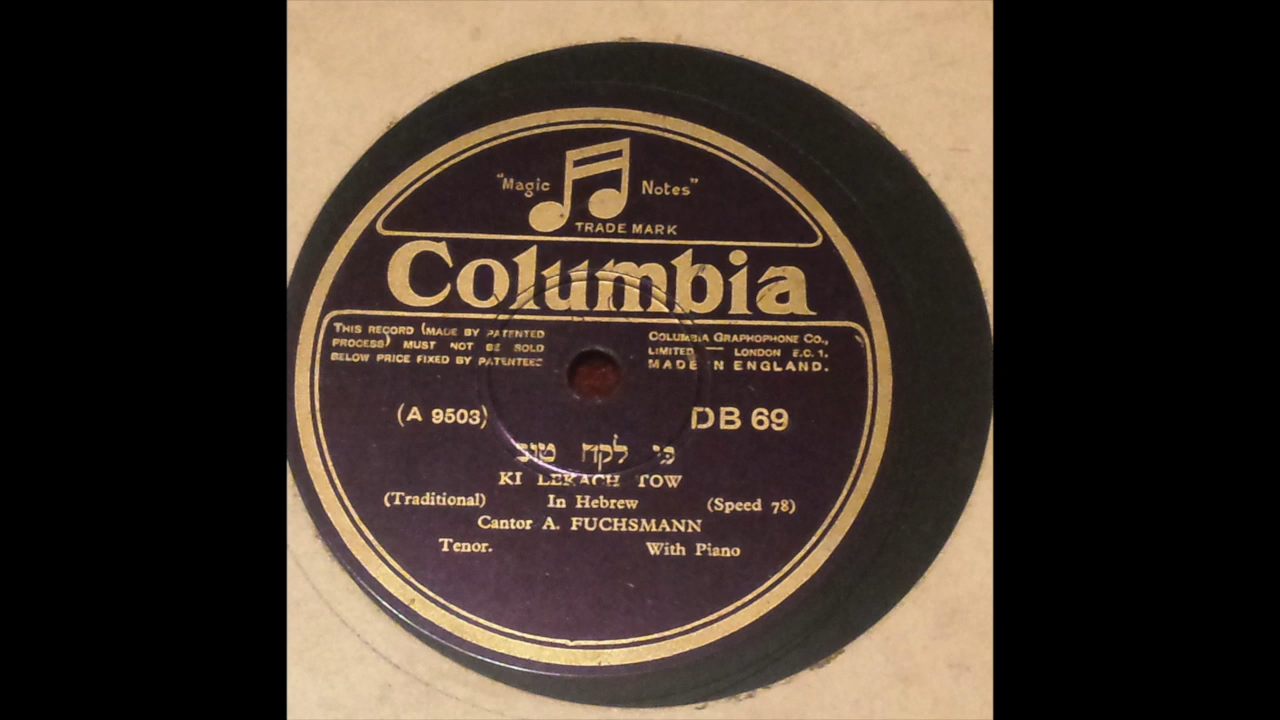 "Magic Notes"
TRADE MARK
Columbia
THIS RECORD (MADE BY PATENTED
PROCESS) MUST NOT BE SOLD
BELOW PRICE FIXED BY PATENTEES
COLUMBIA GRAPHOPHONE CO.,
LIMITED — LONDON E.C. 1.
MADE IN ENGLAND.
(A 9503) DB 69
כי לקח טוב
KI LEKACH TOW
(Traditional) In Hebrew (Speed 78)
Cantor A. FUCHSMANN
Tenor. With Piano